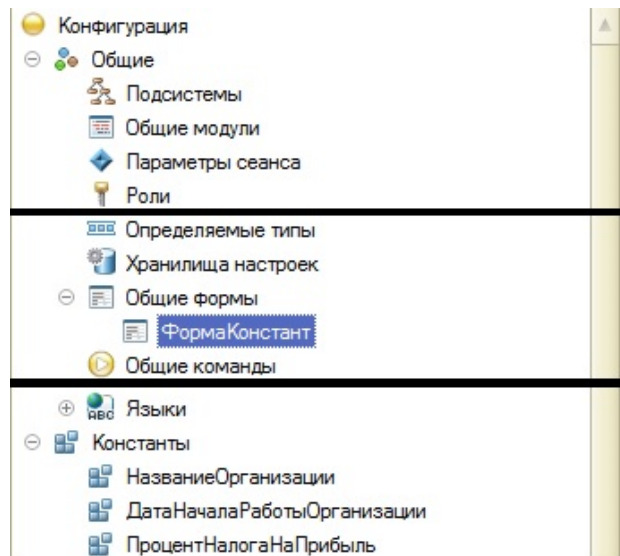 Конфигурация
Общие
Подсистемы
Общие модули
Параметры сеанса
Роли
Определяемые типы
Хранилища настроек
Общие формы
ФормаКонстант
Общие команды
Языки
Константы
НазваниеОрганизации
ДатаНачалаРаботыОрганизации
ПроцентНалогаНаПрибыль